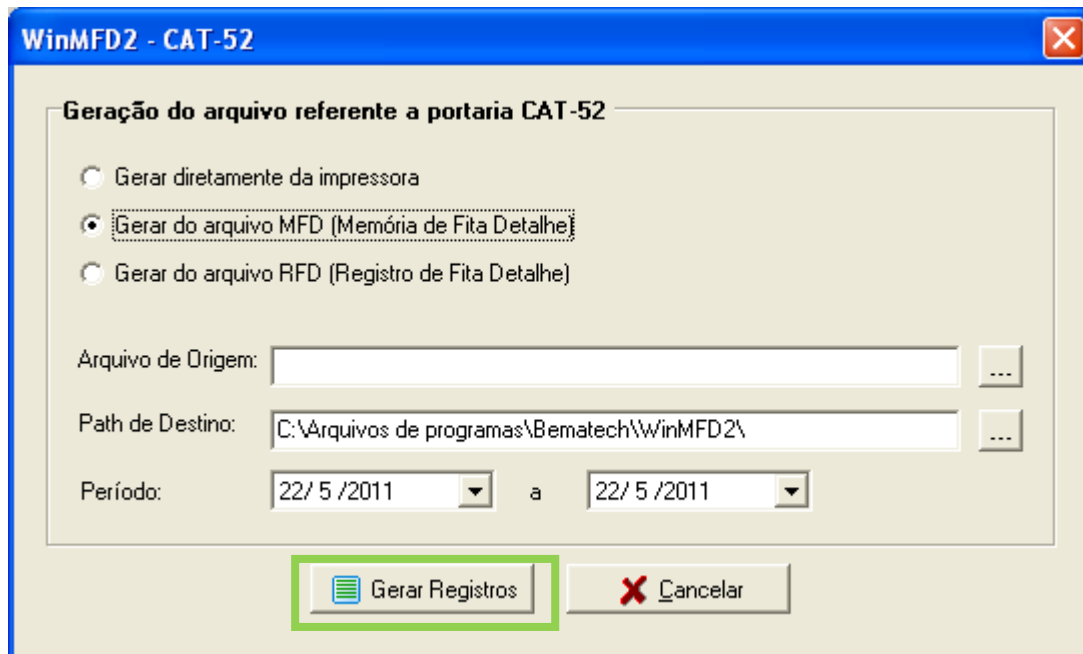 WinMFD2 - CAT-52
Geração do arquivo referente a portaria CAT-52
Gerar diretamente da impressora
Gerar do arquivo MFD (Memória de Fita Detalhe)
Gerar do arquivo RFD (Registro de Fita Detalhe)
Arquivo de Origem:
...
Path de Destino: C:\Arquivos de programas\Bematech\WinMFD2\
...
Período: 22/ 5 /2011 a 22/ 5 /2011
Gerar Registros Cancelar